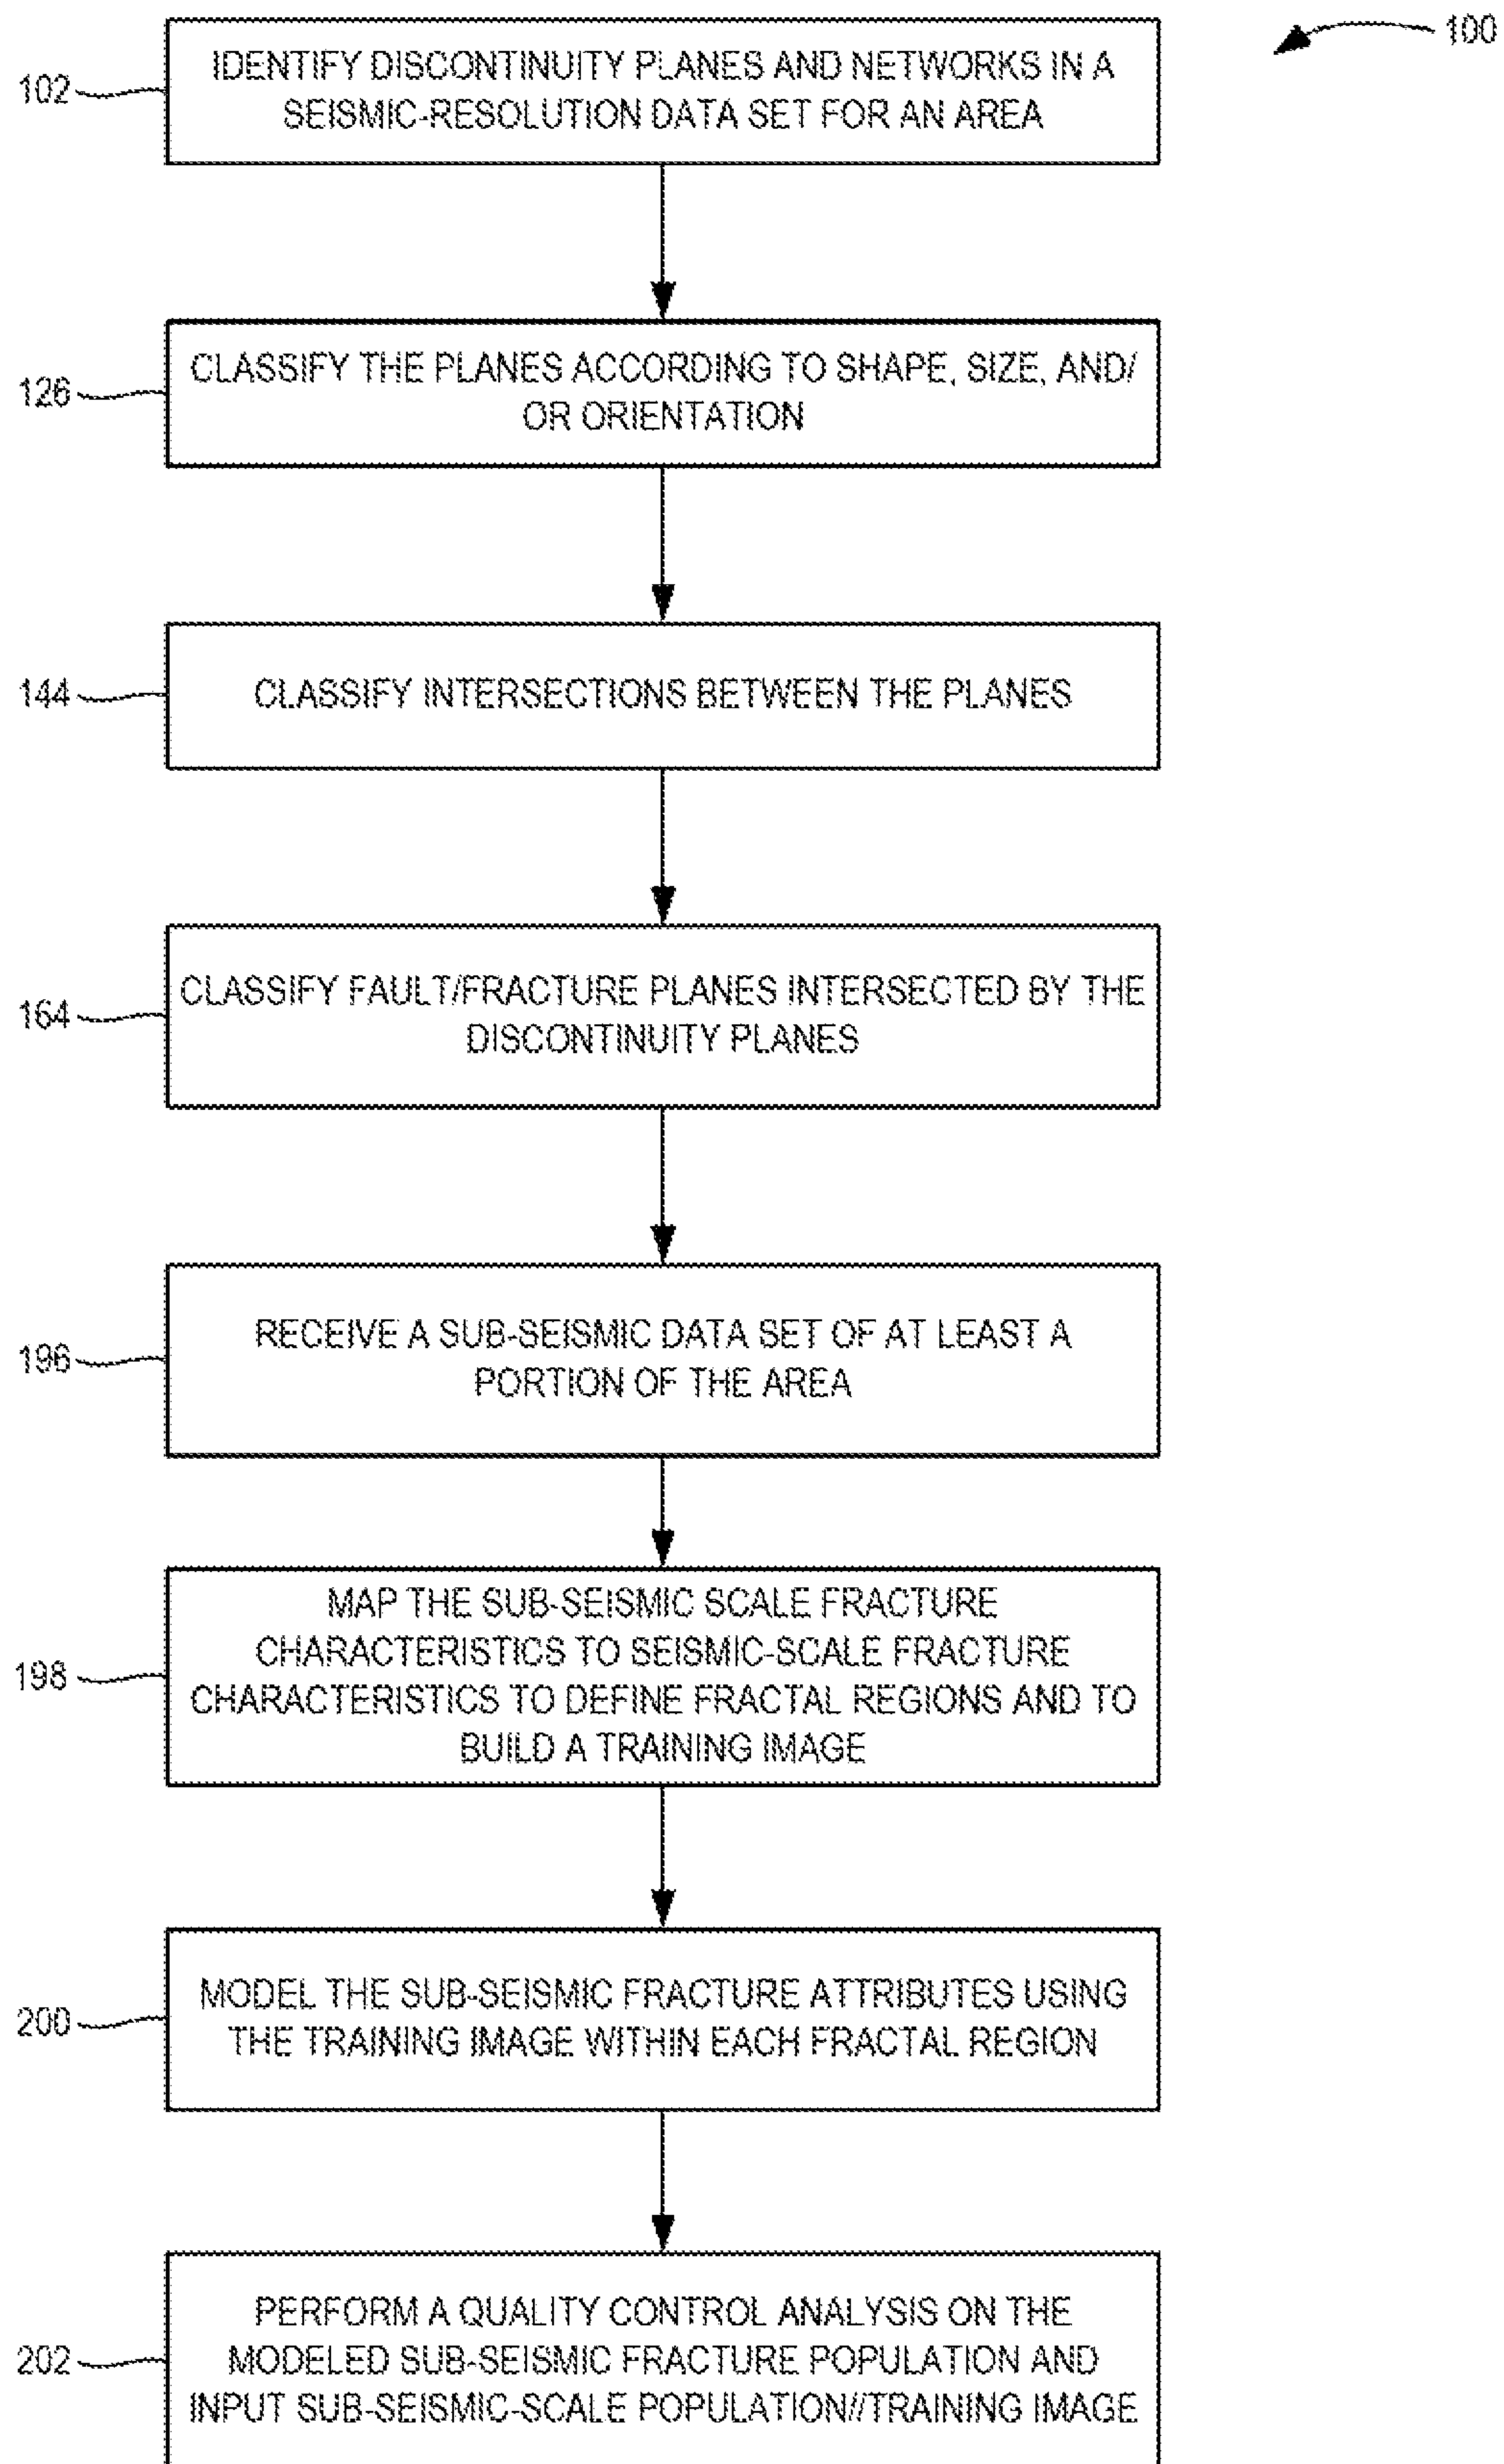 100
102
IDENTIFY DISCONTINUITY PLANES AND NETWORKS IN A
SEISMIC-RESOLUTION DATA SET FOR AN AREA
126
CLASSIFY THE PLANES ACCORDING TO SHAPE, SIZE, AND/
OR ORIENTATION
144
CLASSIFY INTERSECTIONS BETWEEN THE PLANES
164
CLASSIFY FAULT/FRACTURE PLANES INTERSECTED BY THE
DISCONTINUITY PLANES
196
RECEIVE A SUB-SEISMIC DATA SET OF AT LEAST A
PORTION OF THE AREA
198
MAP THE SUB-SEISMIC SCALE FRACTURE
CHARACTERISTICS TO SEISMIC-SCALE FRACTURE
CHARACTERISTICS TO DEFINE FRACTAL REGIONS AND TO
BUILD A TRAINING IMAGE
200
MODEL THE SUB-SEISMIC FRACTURE ATTRIBUTES USING
THE TRAINING IMAGE WITHIN EACH FRACTAL REGION
202
PERFORM A QUALITY CONTROL ANALYSIS ON THE
MODELED SUB-SEISMIC FRACTURE POPULATION AND
INPUT SUB-SEISMIC-SCALE POPULATION//TRAINING IMAGE